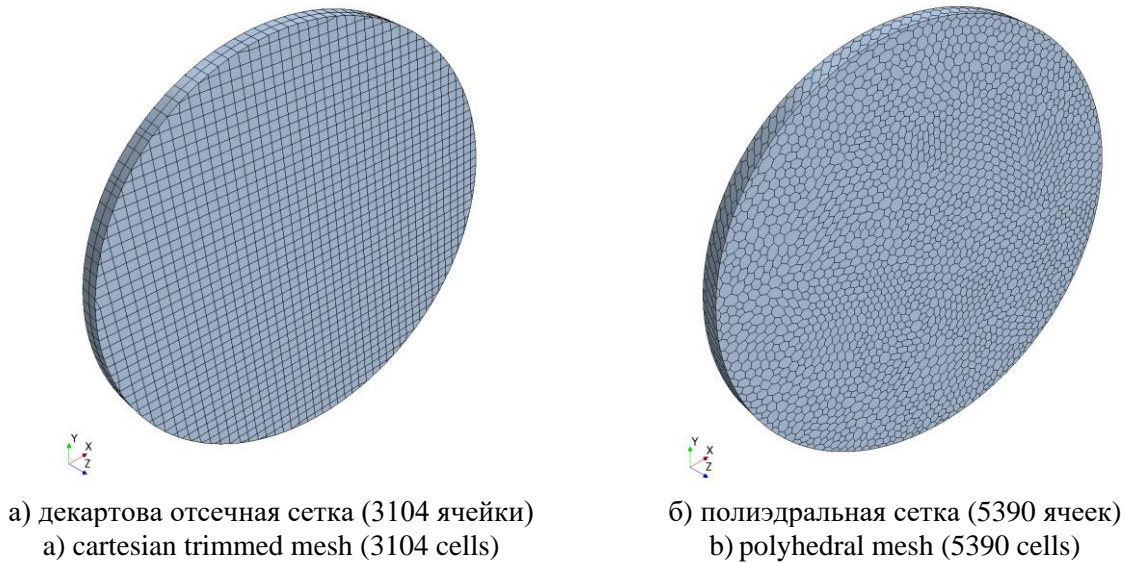 Y
X
Z
Y
X
Z
а) декартова отсечная сетка (3104 ячейки)
a) cartesian trimmed mesh (3104 cells)
б) полиэдральная сетка (5390 ячеек)
b) polyhedral mesh (5390 cells)